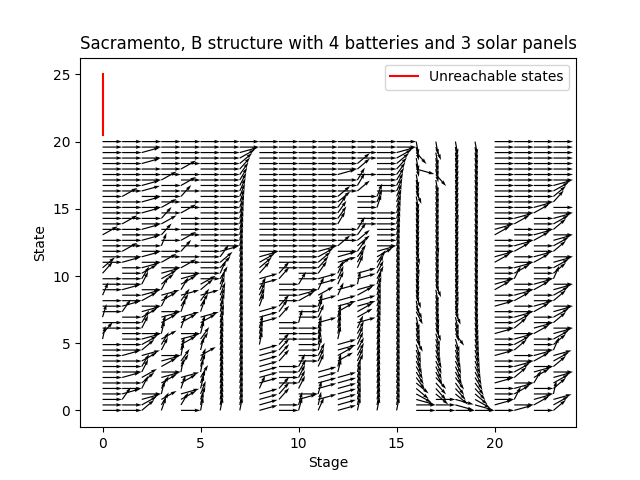 Sacramento, B structure with 4 batteries and 3 solar panels
Unreachable states
25
20
15
10
5
0
State
0 5 10 15 20
Stage